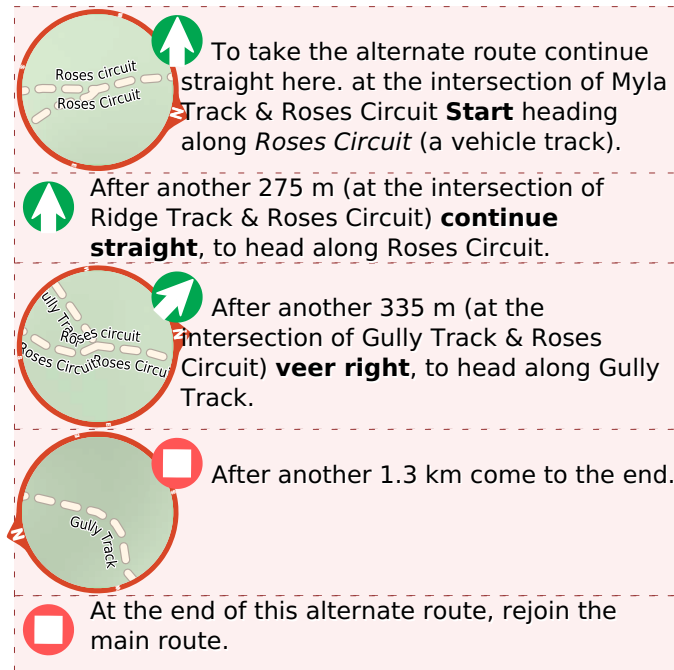 Roses circuit
Roses Circuit
N
To take the alternate route continue
straight here. at the intersection of Myla
Track & Roses Circuit Start heading
along Roses Circuit (a vehicle track).
After another 275 m (at the intersection of
Ridge Track & Roses Circuit) continue
straight, to head along Roses Circuit.
ully Track
Roses circuit
Roses Circuit
Roses Circu
N
After another 335 m (at the
intersection of Gully Track & Roses
Circuit) veer right, to head along Gully
Track.
Gully Track
N
After another 1.3 km come to the end.
At the end of this alternate route, rejoin the
main route.